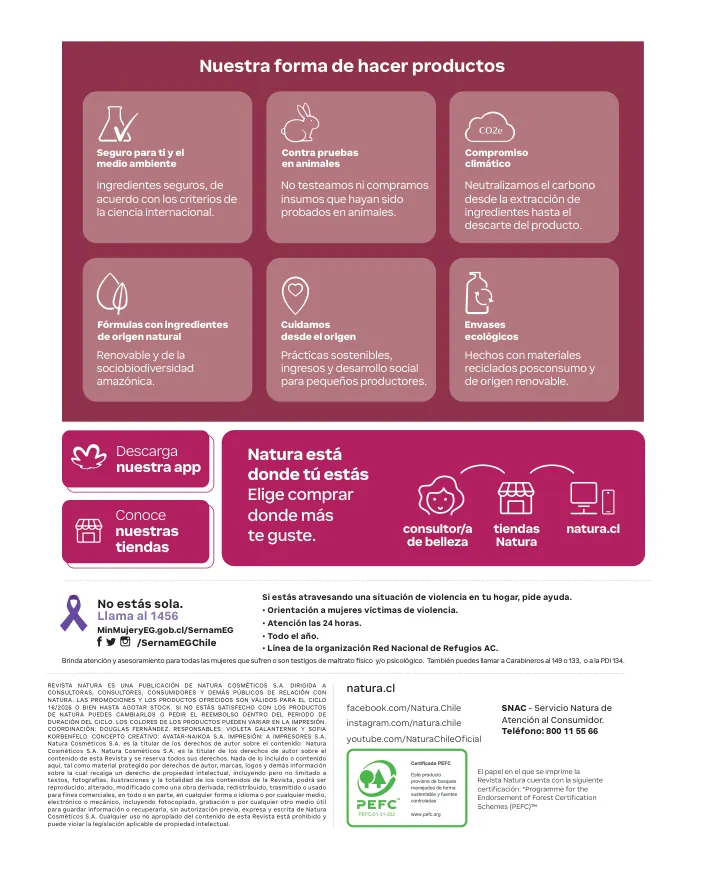 Nuestra forma de hacer productos
Seguro para ti y el
medio ambiente
Ingredientes seguros, de
acuerdo con los criterios de
la ciencia internacional.
Contra pruebas
en animales
No testeamos ni compramos
insumos que hayan sido
probados en animales.
CO2e
Compromiso
climático
Neutralizamos el carbono
desde la extracción de
ingredientes hasta el
descarte del producto.
Fórmulas con ingredientes
de origen natural
Renovable y de la
sociobiodiversidad
amazónica.
Cuidamos
desde el origen
Prácticas sostenibles,
ingresos y desarrollo social
para pequeños productores.
Envases
ecológicos
Hechos con materiales
reciclados posconsumo y
de origen renovable.
Descarga
nuestra app
Conoce
nuestras
tiendas
Natura está
donde tú estás
Elige comprar
donde más
te guste.
consultor/a
de belleza
tiendas
Natura
natura.cl
No estás sola.
Llama al 1456
MinMujeryEG.gob.cl/SernamEG
/SernamEGChile
Si estás atravesando una situación de violencia en tu hogar, pide ayuda.
• Orientación a mujeres victimas de violencia.
• Atención las 24 horas.
• Todo el año.
• Línea de la organización Red Nacional de Refugios AC.
Brinda atención y asesoramiento para todas las mujeres que sufren o son testigos de maltrato físico y/o psicológico. También puedes llamar a Carabineros al 149 o 133, o a la PDI 134.
REVISTA NATURA ES UNA PUBLICACIÓN DE NATURA COSMÉTICOS S.A. DIRIGIDA A
CONSULTORAS, CONSULTORES, CONSUMIDORES Y DEMÁS PÚBLICOS DE RELACIÓN CON
NATURA. LAS PROMOCIONES Y LOS PRODUCTOS OFRECIDOS SON VÁLIDOS PARA EL CICLO
16/2025 O BIEN HASTA AGOTAR STOCK. SI NO ESTÁS SATISFECHO CON LOS PRODUCTOS
DE NATURA PUEDES CAMBIARLOS O PEDIR EL REEMBOLSO DENTRO DEL PERIODO DE
DURACIÓN DEL CICLO. LOS COLORES DE LOS PRODUCTOS PUEDEN VARIAR EN LA IMPRESIÓN.
COORDINACIÓN: DOUGLAS FERNÁNDEZ. RESPONSABLES: VIOLETA GALANTERNIK Y SOFIA
KORBENFELD. CONCEPTO CREATIVO: AVATAR-NAIKOA S.A. IMPRESIÓN: A IMPRESORES S.A.
Natura Cosméticos S.A. es la titular de los derechos de autor sobre el contenido Natura
Cosméticos S.A. Natura Cosméticos S.A. es la titular de los derechos de autor sobre el
contenido de esta Revista y se reserva todos sus derechos. Nada de lo incluido o contenido
aquí, tal como material protegido por derechos de autor, marcas, logos y demás información
sobre la cual recaiga un derecho de propiedad intelectual, incluyendo pero no limitado a
textos, fotografías, ilustraciones y la totalidad de los contenidos de la Revista, podrá ser
reproducido, alterado, modificado como una obra derivada, redistribuido, trasmitido o usado
para fines comerciales, en todo o en parte, en cualquier forma o idioma o por cualquier medio,
electrónico o mecánico, incluyendo fotocopiado, grabación o por cualquier otro medio útil
para guardar información o recuperarla, sin autorización previa, expresa y escrita de Natura
Cosméticos S.A. Cualquier uso no apropiado del contenido de esta Revista está prohibido y
puede violar la legislación aplicable de propiedad intelectual.
natura.cl
facebook.com/Natura.Chile
instagram.com/natura.chile
youtube.com/NaturaChileOficial
SNAC - Servicio Natura de
Atención al Consumidor.
Teléfono: 800 11 55 66
PEFC™
PEFC/01-31-522
Certificado PEFC
Este producto
proviene de bosques
manejados de forma
sustentable y fuentes
controladas
www.pefc.org
El papel en el que se imprime la
Revista Natura cuenta con la siguiente
certificación: "Programme for the
Endorsement of Forest Certification
Schemes (PEFC)™